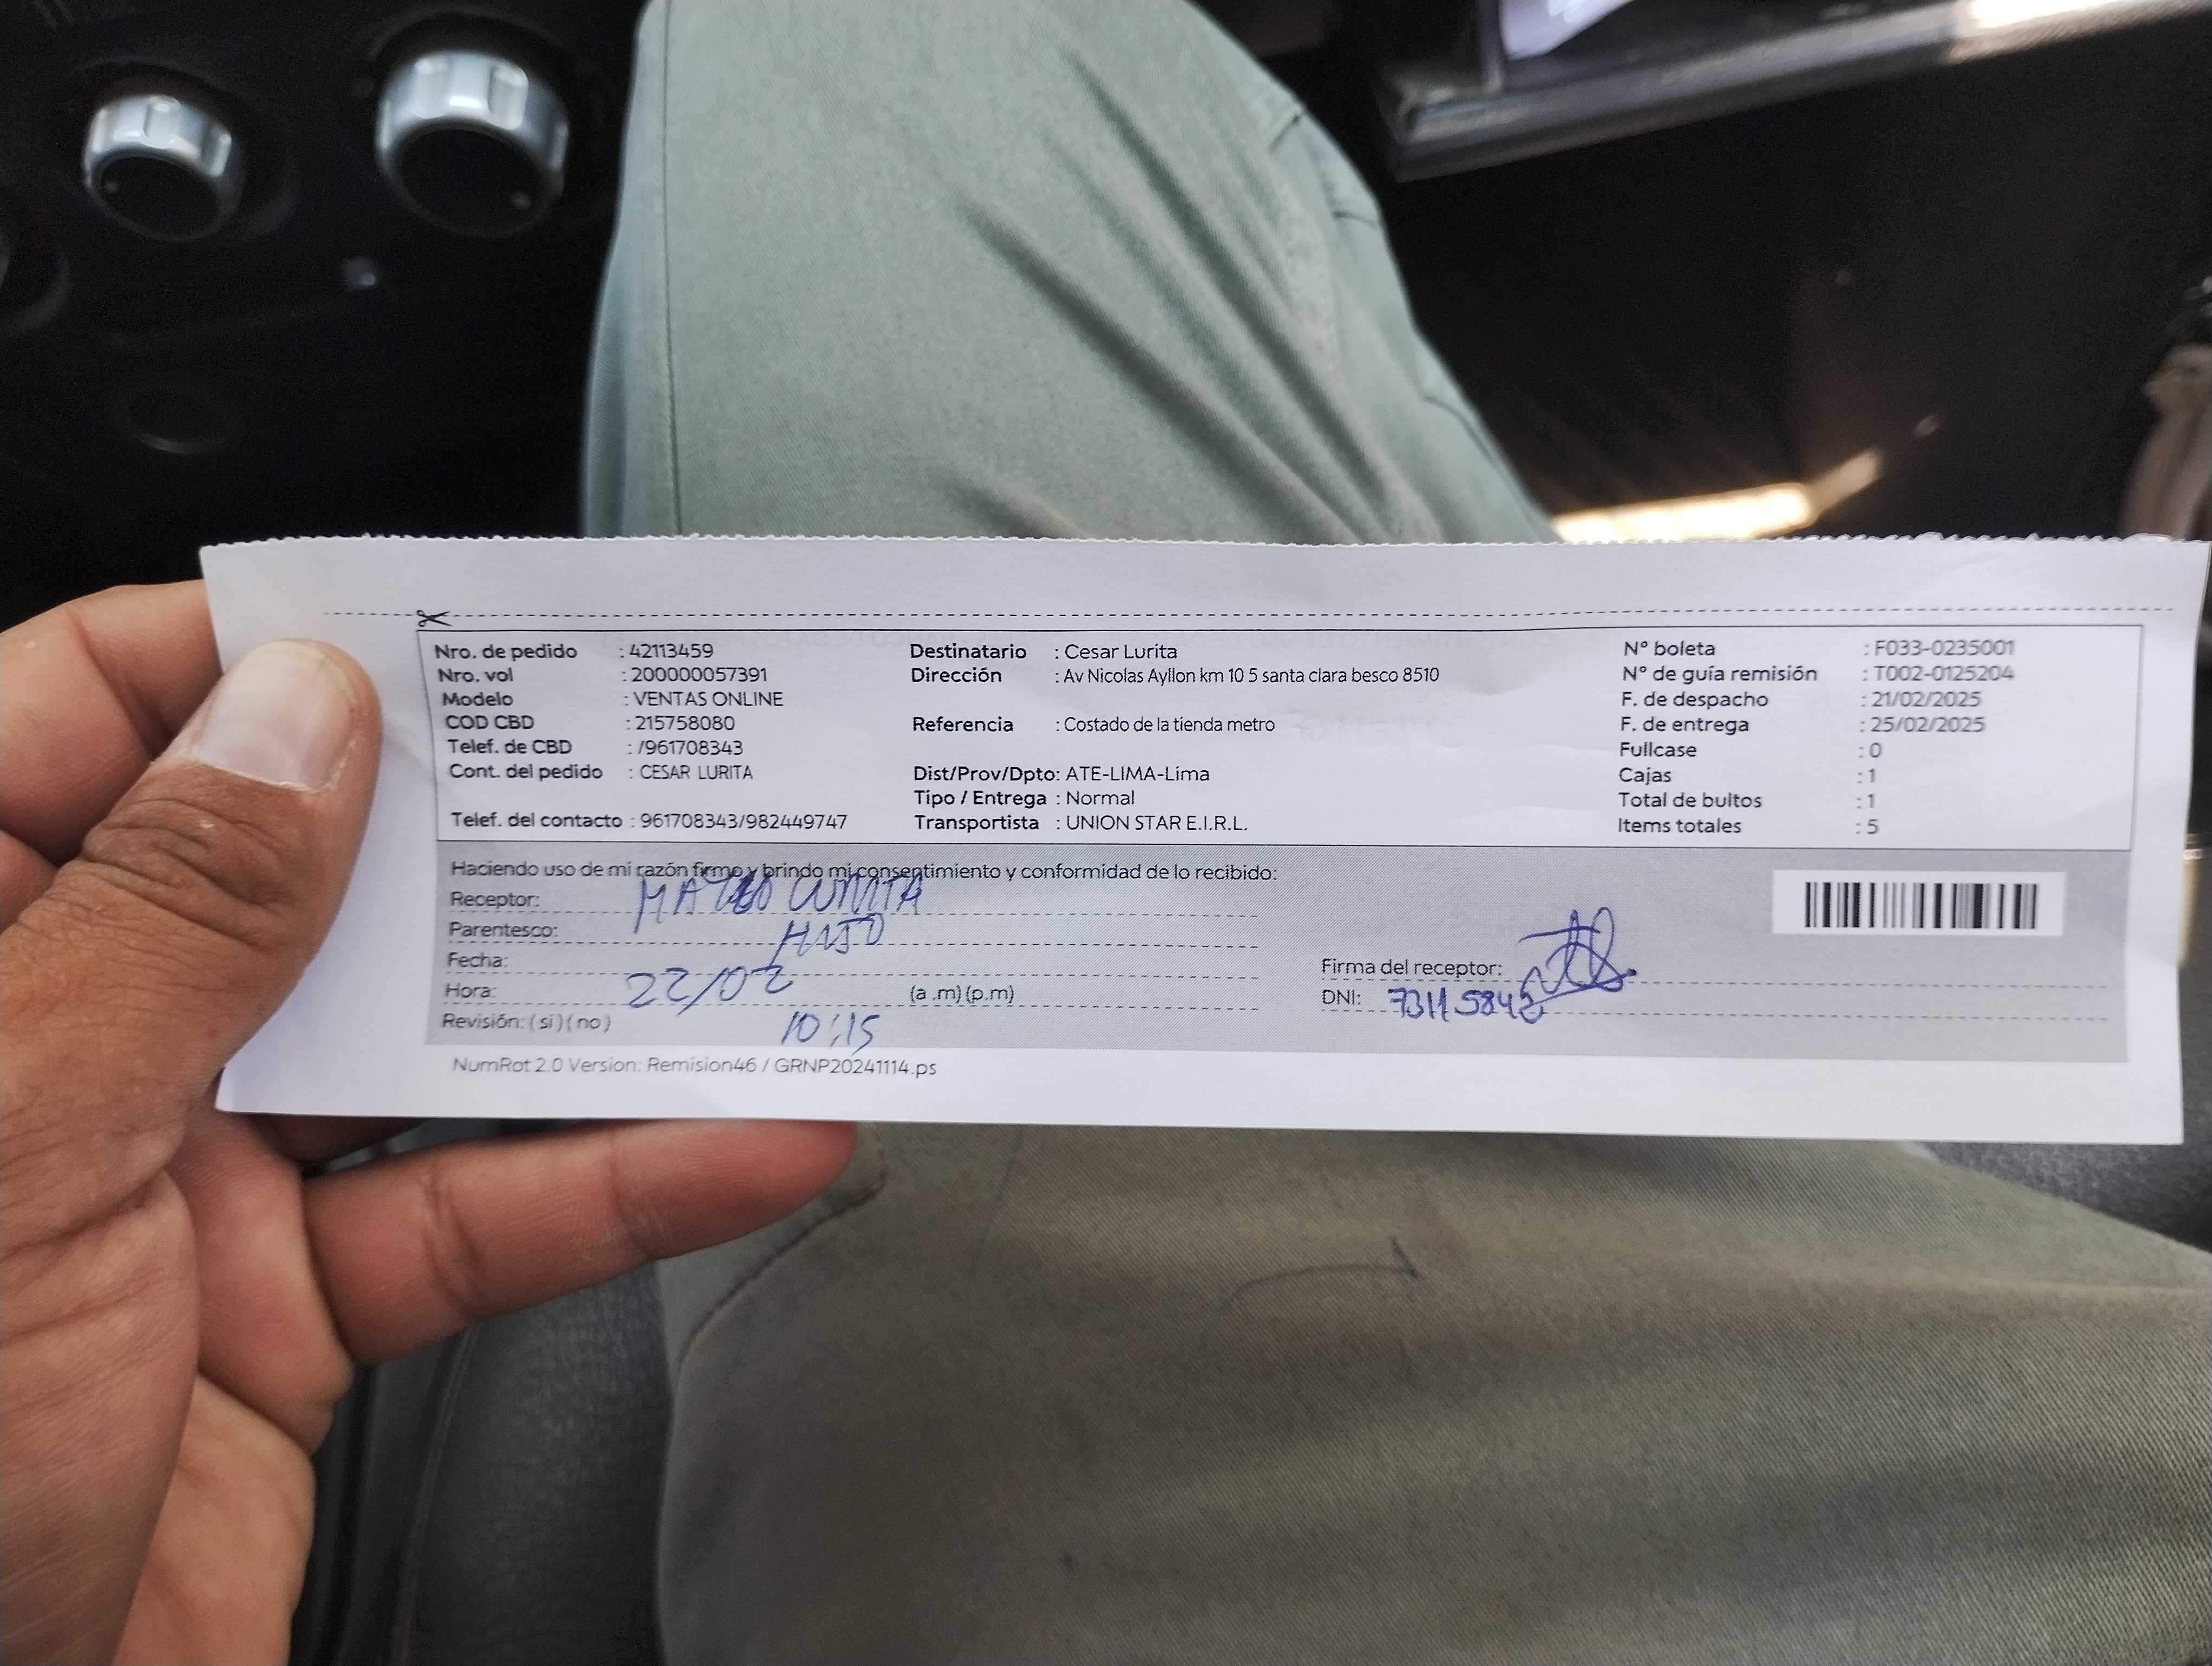 Nro. de pedido : 42113459
Nro. vol : 200000057391
Modelo : VENTAS ONLINE
COD CBD : 215758080
Telef. de CBD : /961708343
Cont. del pedido : CESAR LURITA
Telef. del contacto : 961708343/982449747
Destinatario : Cesar Lurita
Dirección : Av Nicolas Ayllon km 10 5 santa clara besco 8510
Referencia : Costado de la tienda metro
Dist/Prov/Dpto: ATE-LIMA-Lima
Tipo / Entrega : Normal
Transportista : UNION STAR E.I.R.L.
N° boleta : F033-0235001
N° de guía remisión : T002-0125204
F. de despacho : 21/02/2025
F. de entrega : 25/02/2025
Fullcase : 0
Cajas : 1
Total de bultos : 1
Items totales : 5
Haciendo uso de mi razón firmo y brindo mi consentimiento y conformidad de lo recibido:
Receptor: MATEO LURITA
Parentesco: HIJO
Fecha: 22/02
Hora: (a .m) (p.m)
Revisión: ( si ) ( no ) 10:15
Firma del receptor:
DNI:
NumRot 2.0 Version: Remision46 / GRNP20241114.ps